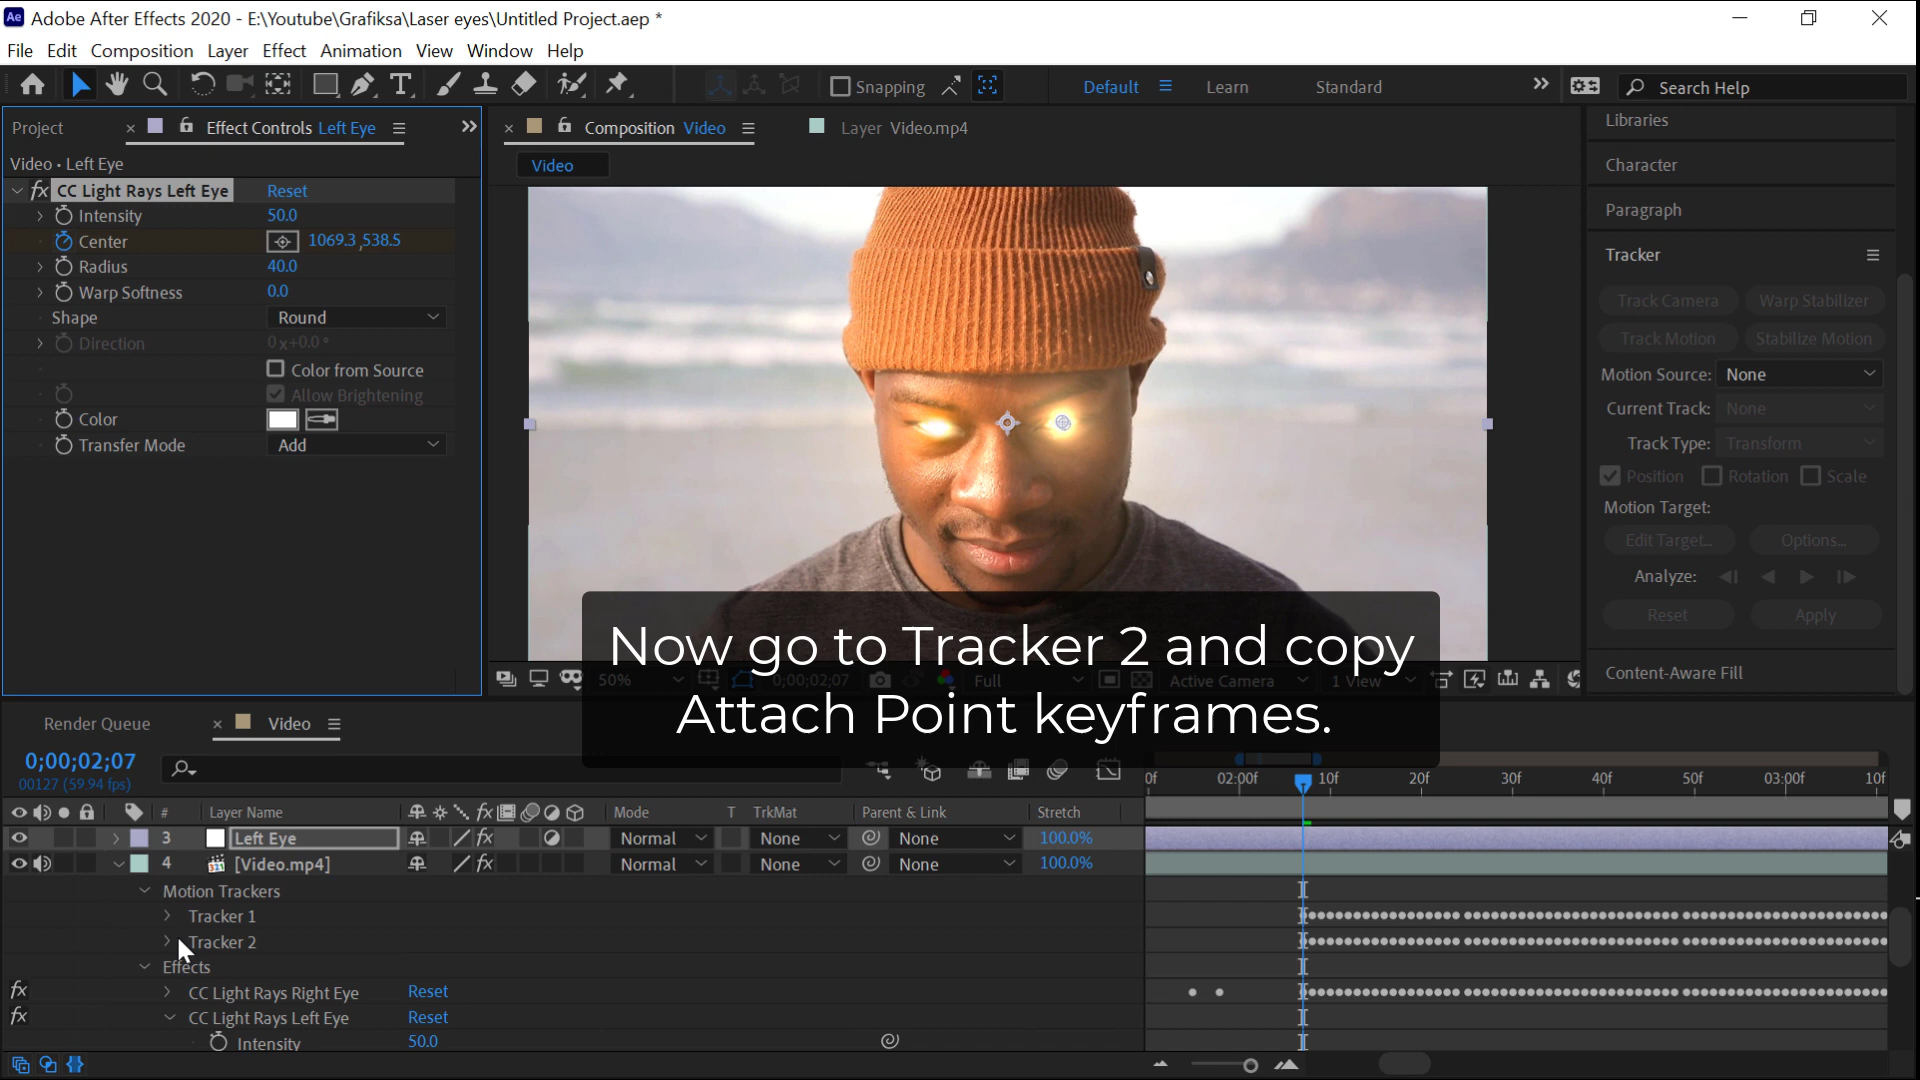 Ae Adobe After Effects 2020 - E:\Youtube\Grafiksa\Laser eyes\Untitled Project.aep *
File Edit Composition Layer Effect Animation View Window Help
Snapping Default Learn Standard Search Help
Project Effect Controls Left Eye
Composition Video Layer Video.mp4
Libraries
Video • Left Eye
Video
Character
fx CC Light Rays Left Eye Reset
Intensity 50.0
Paragraph
Center 1069.3,538.5
Tracker
Radius 40.0
Warp Softness 0.0
Track Camera Warp Stabilizer
Shape Round
Track Motion Stabilize Motion
Direction 0x+0.0°
Color from Source
Motion Source: None
Allow Brightening
Current Track: None
Color
Transfer Mode Add
Track Type: Transform
Position Rotation Scale
Motion Target:
Edit Target... Options...
Analyze:
Reset Apply
Content-Aware Fill
50% 0;00;02;07 Full Active Camera 1 View
Now go to Tracker 2 and copy
Attach Point keyframes.
Render Queue Video
0;00;02;07
00127 (59.94 fps)
0f 02:00f 10f 20f 30f 40f 50f 03:00f 10f
# Layer Name fx Mode T TrkMat Parent & Link Stretch
3 Left Eye fx Normal None None 100.0%
4 [Video.mp4] fx Normal None None 100.0%
Motion Trackers
Tracker 1
Tracker 2
Effects
fx CC Light Rays Right Eye Reset
fx CC Light Rays Left Eye Reset
Intensity 50.0